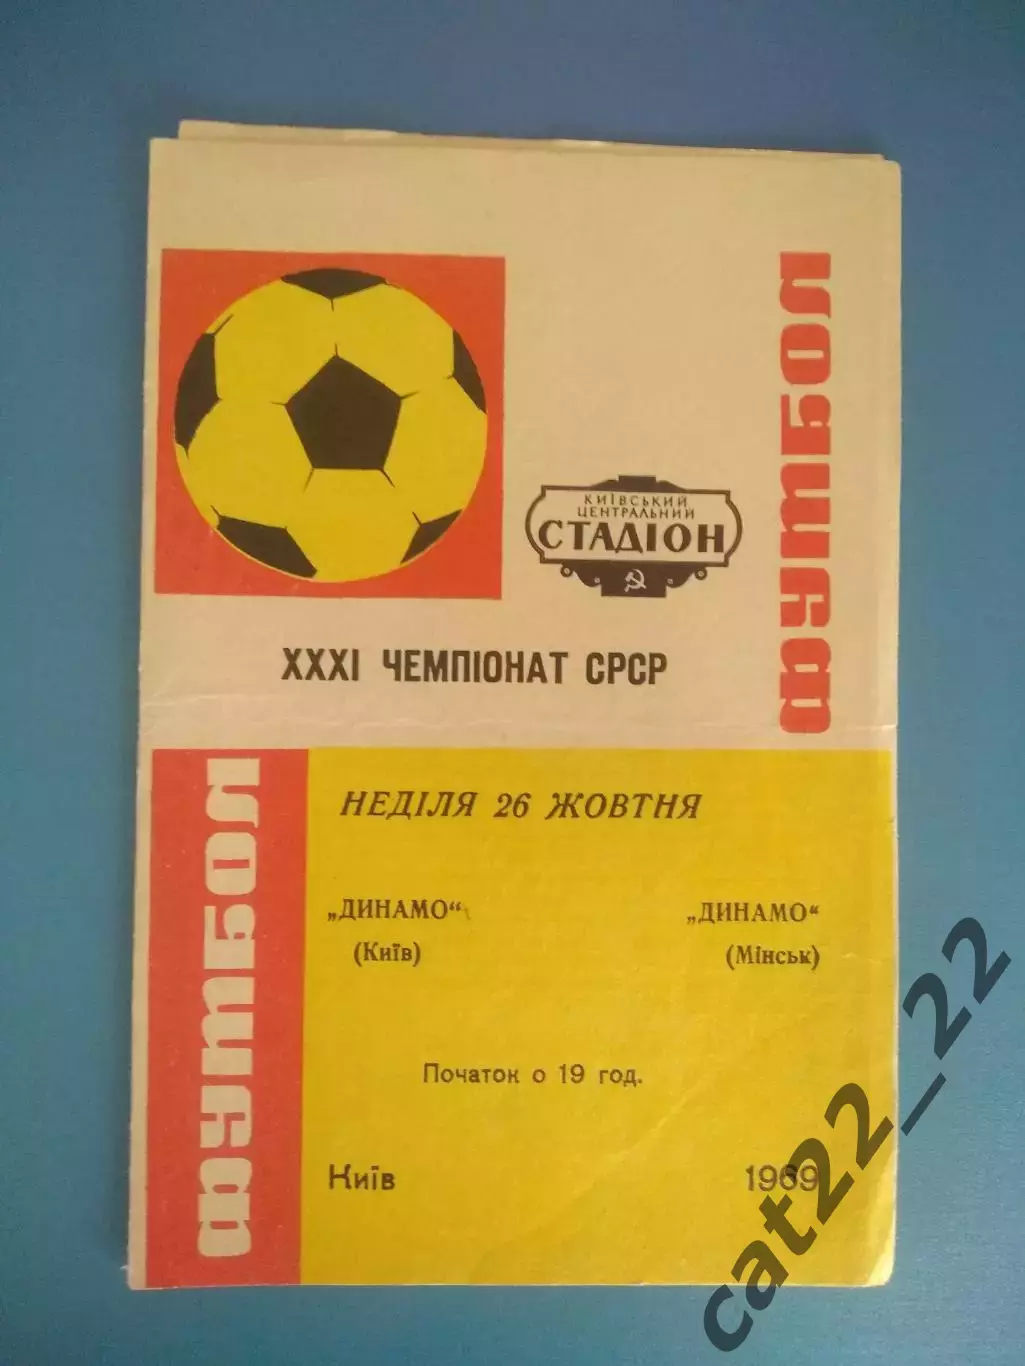 ФУТБОЛ
КИЇВСЬКИЙ
ЦЕНТРАЛЬНИЙ
СТАДІОН
XXXI ЧЕМПІОНАТ СРСР
ФУТБОЛ
НЕДІЛЯ 26 ЖОВТНЯ
„ДИНАМО“ „ДИНАМО“
(Київ) (Мінськ)
Початок о 19 год.
Київ 1969
cat22_22